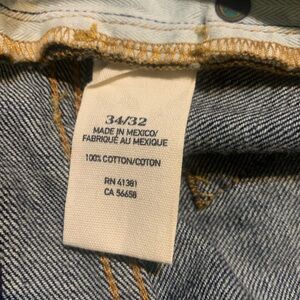 34/32
MADE IN MEXICO/
FABRIQUÉ AU MEXIQUE
100% COTTON/COTON
RN 41381
CA 56658